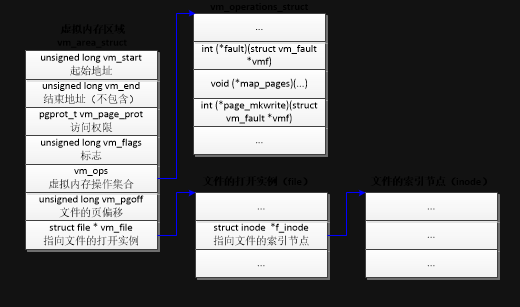 虚拟内存区域
vm_area_struct
unsigned long vm_start
起始地址
unsigned long vm_end
结束地址（不包含）
pgprot_t vm_page_prot
访问权限
unsigned long vm_flags
标志
vm_ops
虚拟内存操作集合
unsigned long vm_pgoff
文件的页偏移
struct file * vm_file
指向文件的打开实例
vm_operations_struct
...
int (*fault)(struct vm_fault
*vmf)
void (*map_pages)(...)
int (*page_mkwrite)(struct
vm_fault *vmf)
...
文件的打开实例（file）
...
struct inode *f_inode
指向文件的索引节点
...
文件的索引节点（inode）
...
...
...